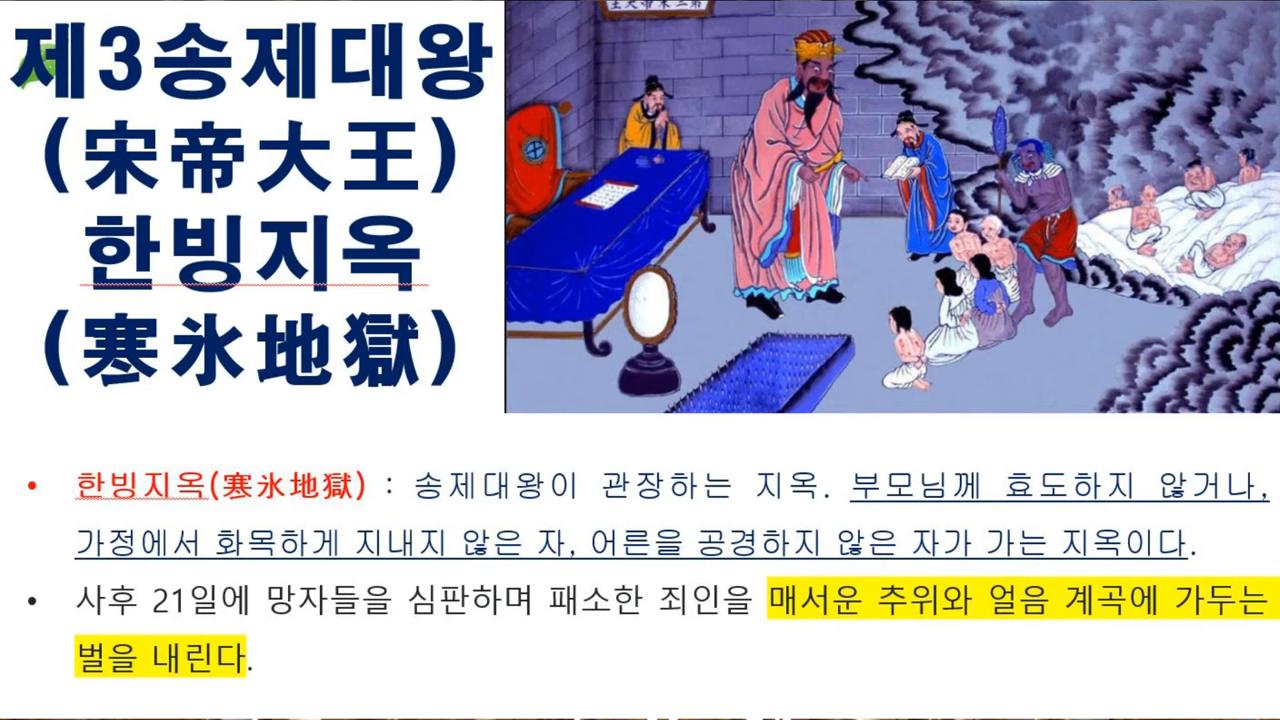 제3송제대왕
(宋帝大王)
한빙지옥
(寒氷地獄)
• 한빙지옥(寒氷地獄) : 송제대왕이 관장하는 지옥. 부모님께 효도하지 않거나,
가정에서 화목하게 지내지 않은 자, 어른을 공경하지 않은 자가 가는 지옥이다.
• 사후 21일에 망자들을 심판하며 패소한 죄인을 매서운 추위와 얼음 계곡에 가두는
벌을 내린다.